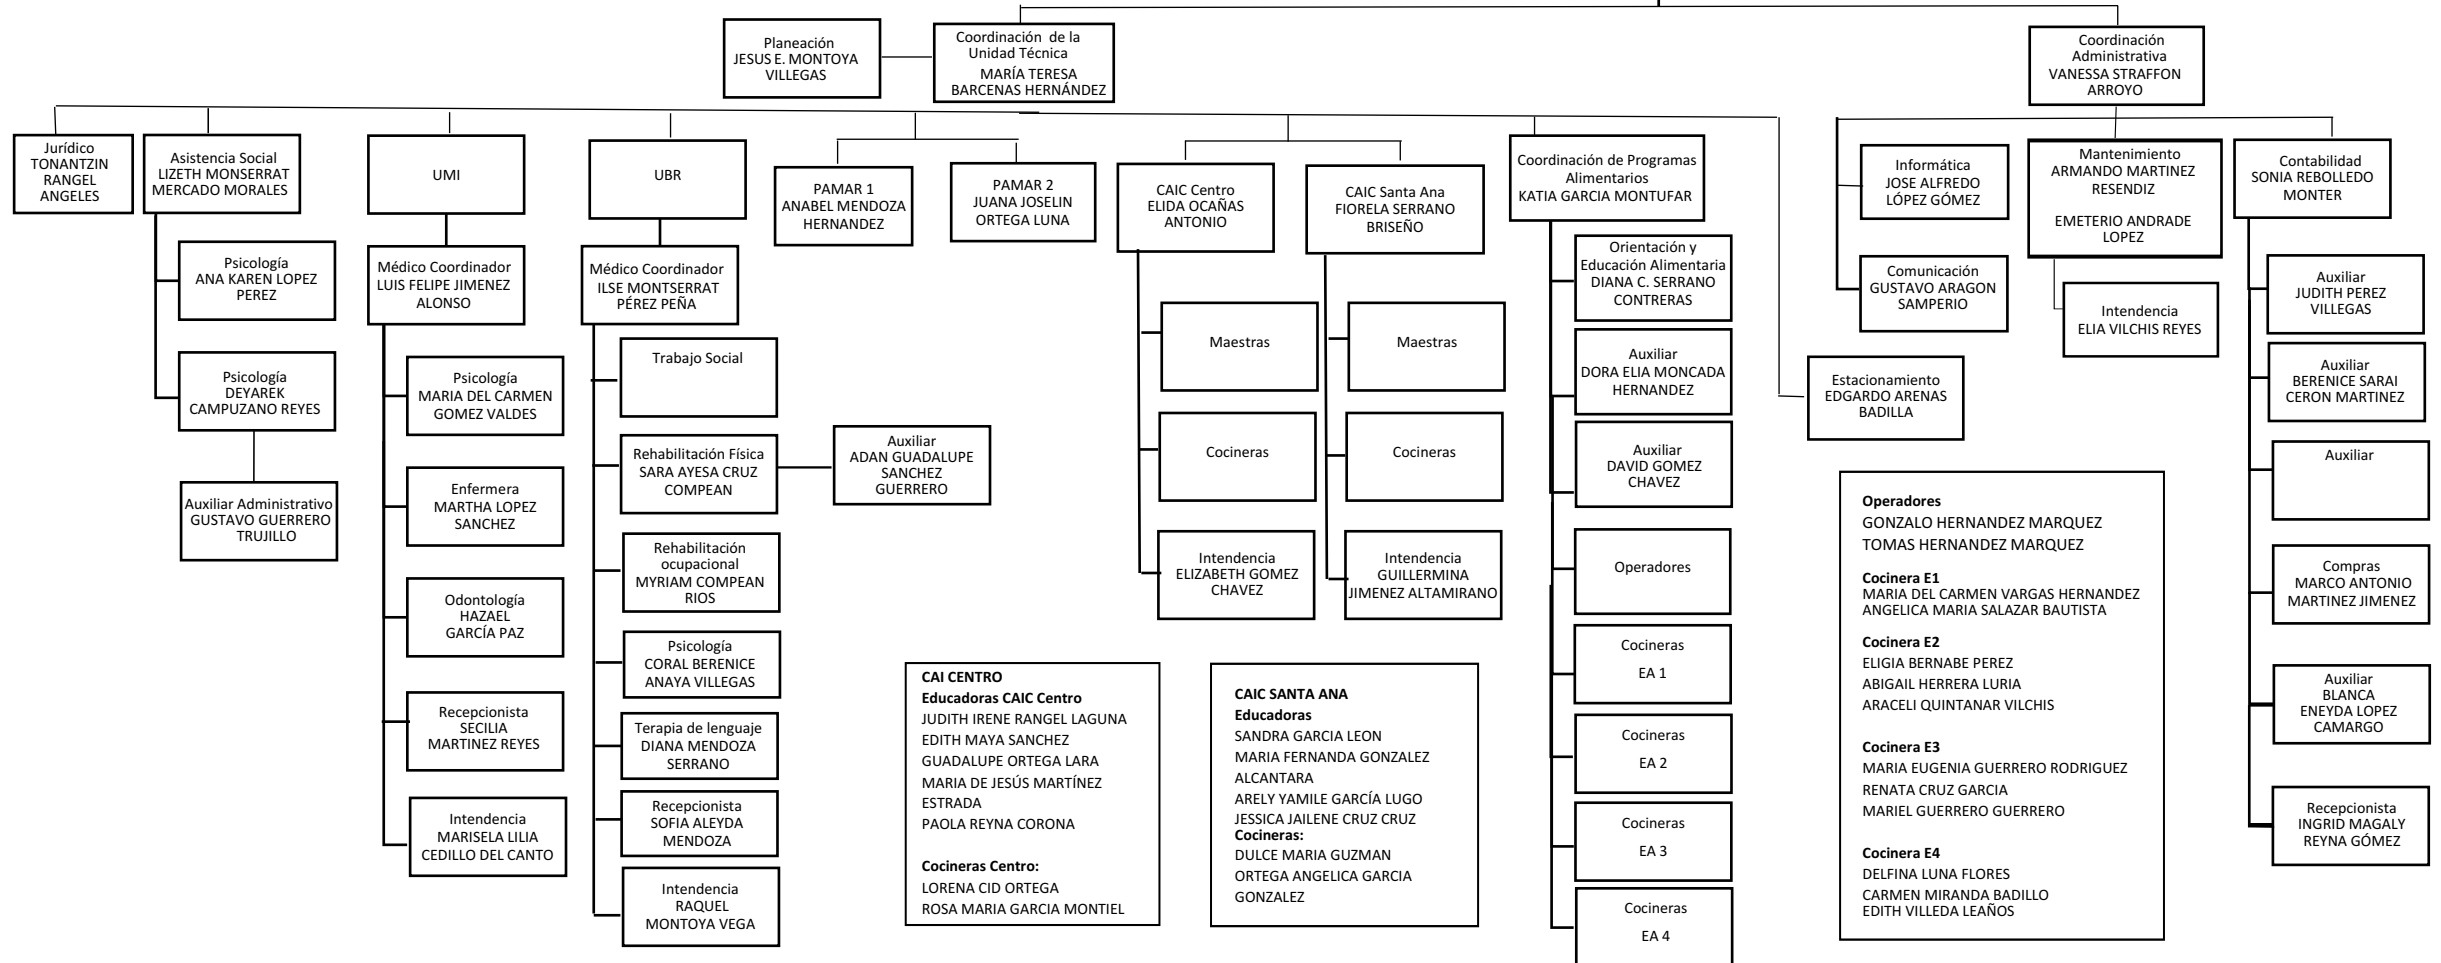 Planeación
JESUS E. MONTOYA
VILLEGAS
Coordinación de la
Unidad Técnica
MARÍA TERESA
BARCENAS HERNÁNDEZ
Coordinación
Administrativa
VANESSA STRAFFON
ARROYO
Jurídico
TONANTZIN
RANGEL
ANGELES
Asistencia Social
LIZETH MONSERRAT
MERCADO MORALES
UMI
UBR
PAMAR 1
ANABEL MENDOZA
HERNANDEZ
PAMAR 2
JUANA JOSELIN
ORTEGA LUNA
CAIC Centro
ELIDA OCAÑAS
ANTONIO
CAIC Santa Ana
FIORELA SERRANO
BRISEÑO
Coordinación de Programas
Alimentarios
KATIA GARCIA MONTUFAR
Informática
JOSE ALFREDO
LÓPEZ GÓMEZ
Mantenimiento
ARMANDO MARTINEZ
RESENDIZ
EMETERIO ANDRADE
LOPEZ
Contabilidad
SONIA REBOLLEDO
MONTER
Psicología
ANA KAREN LOPEZ
PEREZ
Psicología
DEYAREK
CAMPUZANO REYES
Auxiliar Administrativo
GUSTAVO GUERRERO
TRUJILLO
Médico Coordinador
LUIS FELIPE JIMENEZ
ALONSO
Psicología
MARIA DEL CARMEN
GOMEZ VALDES
Enfermera
MARTHA LOPEZ
SANCHEZ
Odontología
HAZAEL
GARCÍA PAZ
Recepcionista
SECILIA
MARTINEZ REYES
Intendencia
MARISELA LILIA
CEDILLO DEL CANTO
Médico Coordinador
ILSE MONTSERRAT
PÉREZ PEÑA
Trabajo Social
Rehabilitación Física
SARA AYESA CRUZ
COMPEAN
Auxiliar
ADAN GUADALUPE
SANCHEZ
GUERRERO
Rehabilitación
ocupacional
MYRIAM COMPEAN
RIOS
Psicología
CORAL BERENICE
ANAYA VILLEGAS
Terapia de lenguaje
DIANA MENDOZA
SERRANO
Recepcionista
SOFIA ALEYDA
MENDOZA
Intendencia
RAQUEL
MONTOYA VEGA
Maestras
Cocineras
Intendencia
ELIZABETH GOMEZ
CHAVEZ
Maestras
Cocineras
Intendencia
GUILLERMINA
JIMENEZ ALTAMIRANO
Orientación y
Educación Alimentaria
DIANA C. SERRANO
CONTRERAS
Auxiliar
DORA ELIA MONCADA
HERNANDEZ
Auxiliar
DAVID GOMEZ
CHAVEZ
Operadores
Cocineras
EA 1
Cocineras
EA 2
Cocineras
EA 3
Cocineras
EA 4
Comunicación
GUSTAVO ARAGON
SAMPERIO
Intendencia
ELIA VILCHIS REYES
Estacionamiento
EDGARDO ARENAS
BADILLA
Auxiliar
JUDITH PEREZ
VILLEGAS
Auxiliar
BERENICE SARAI
CERON MARTINEZ
Auxiliar
Compras
MARCO ANTONIO
MARTINEZ JIMENEZ
Auxiliar
BLANCA
ENEYDA LOPEZ
CAMARGO
Recepcionista
INGRID MAGALY
REYNA GÓMEZ
CAI CENTRO
Educadoras CAIC Centro
JUDITH IRENE RANGEL LAGUNA
EDITH MAYA SANCHEZ
GUADALUPE ORTEGA LARA
MARIA DE JESÚS MARTÍNEZ
ESTRADA
PAOLA REYNA CORONA
Cocineras Centro:
LORENA CID ORTEGA
ROSA MARIA GARCIA MONTIEL
CAIC SANTA ANA
Educadoras
SANDRA GARCIA LEON
MARIA FERNANDA GONZALEZ
ALCANTARA
ARELY YAMILE GARCÍA LUGO
JESSICA JAILENE CRUZ CRUZ
Cocineras:
DULCE MARIA GUZMAN
ORTEGA ANGELICA GARCIA
GONZALEZ
Operadores
GONZALO HERNANDEZ MARQUEZ
TOMAS HERNANDEZ MARQUEZ
Cocinera E1
MARIA DEL CARMEN VARGAS HERNANDEZ
ANGELICA MARIA SALAZAR BAUTISTA
Cocinera E2
ELIGIA BERNABE PEREZ
ABIGAIL HERRERA LURIA
ARACELI QUINTANAR VILCHIS
Cocinera E3
MARIA EUGENIA GUERRERO RODRIGUEZ
RENATA CRUZ GARCIA
MARIEL GUERRERO GUERRERO
Cocinera E4
DELFINA LUNA FLORES
CARMEN MIRANDA BADILLO
EDITH VILLEDA LEAÑOS